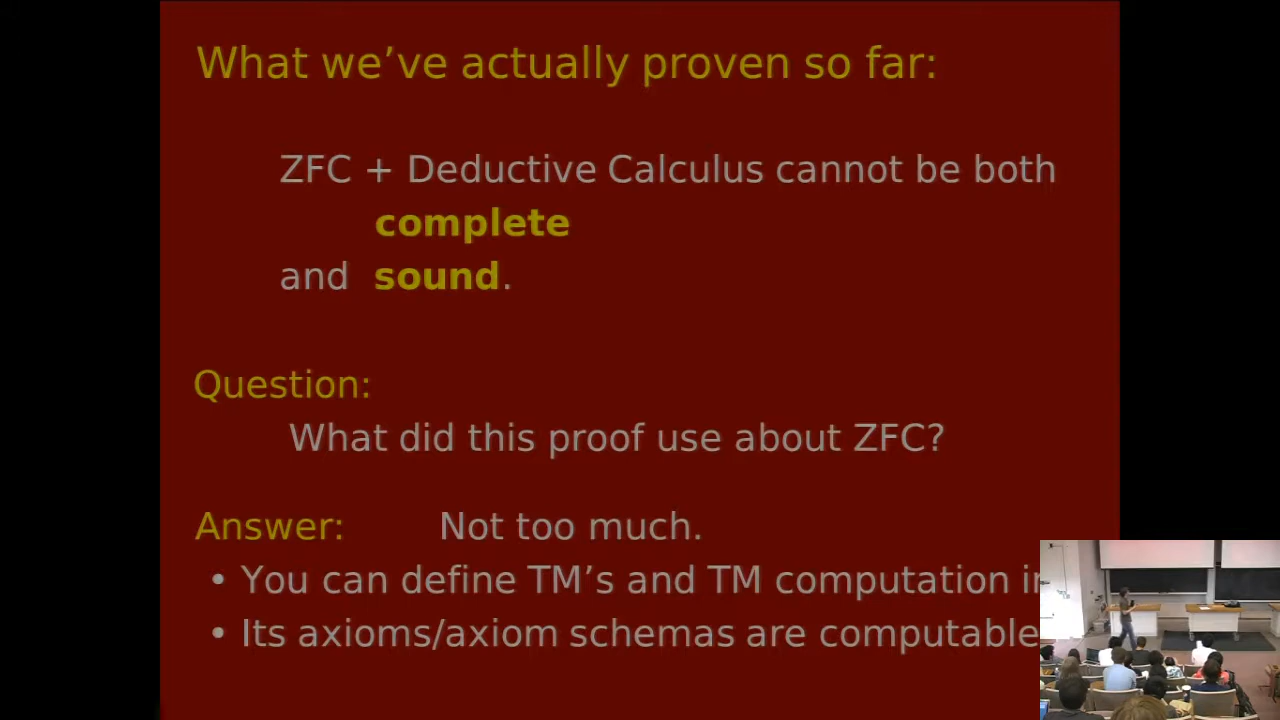 What we’ve actually proven so far:
ZFC + Deductive Calculus cannot be both
complete
and sound.
Question:
What did this proof use about ZFC?
Answer: Not too much.
• You can define TM’s and TM computation
• Its axioms/axiom schemas are computable